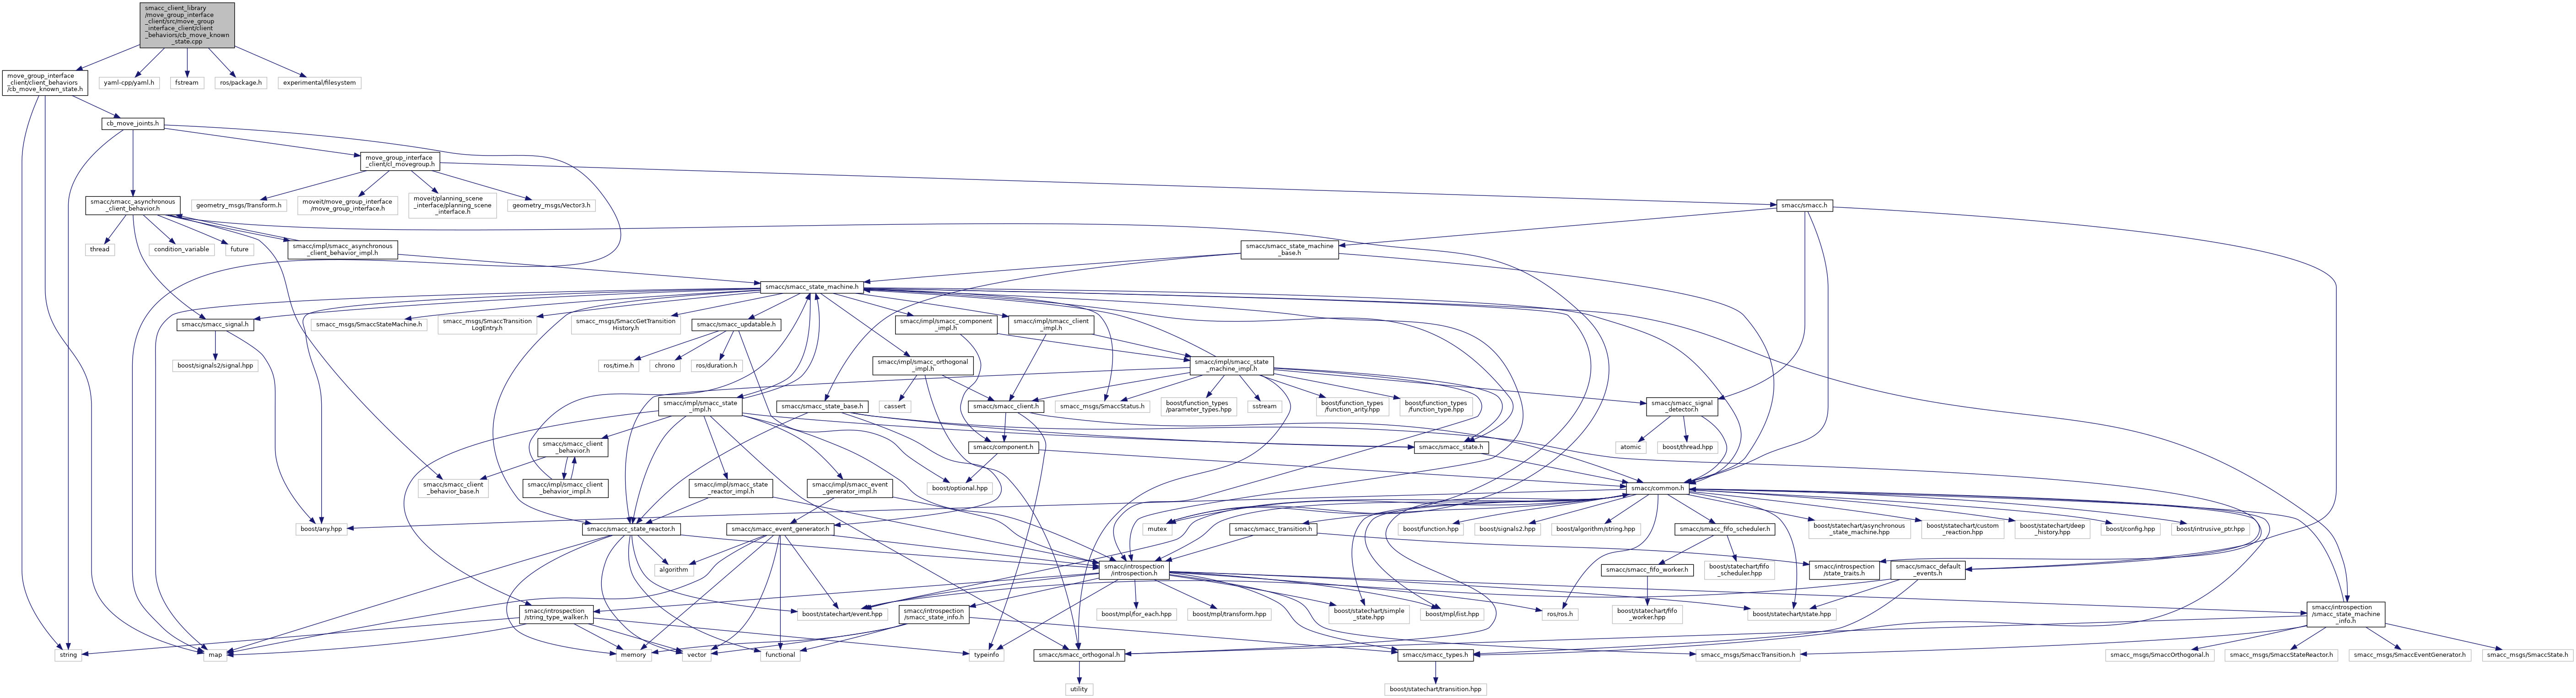 smacc_client_library
/move_group_interface
_client/src/move_group
_interface_client/client
_behaviors/cb_move_known
_state.cpp
move_group_interface
_client/client_behaviors
/cb_move_known_state.h
yaml-cpp/yaml.h
fstream
ros/package.h
experimental/filesystem
cb_move_joints.h
move_group_interface
_client/cl_movegroup.h
smacc/smacc_asynchronous
_client_behavior.h
geometry_msgs/Transform.h
moveit/move_group_interface
/move_group_interface.h
moveit/planning_scene
_interface/planning_scene
_interface.h
geometry_msgs/Vector3.h
smacc/smacc.h
thread
condition_variable
future
smacc/impl/smacc_asynchronous
_client_behavior_impl.h
smacc/smacc_state_machine
_base.h
smacc/smacc_state_machine.h
smacc/smacc_signal.h
smacc_msgs/SmaccStateMachine.h
smacc_msgs/SmaccTransition
LogEntry.h
smacc_msgs/SmaccGetTransition
History.h
smacc/smacc_updatable.h
smacc/impl/smacc_component
_impl.h
smacc/impl/smacc_client
_impl.h
boost/signals2/signal.hpp
ros/time.h
chrono
ros/duration.h
smacc/impl/smacc_orthogonal
_impl.h
smacc/impl/smacc_state
_machine_impl.h
smacc/impl/smacc_state
_impl.h
smacc/smacc_state_base.h
cassert
smacc/smacc_client.h
smacc_msgs/SmaccStatus.h
boost/function_types
/parameter_types.hpp
sstream
boost/function_types
/function_arity.hpp
boost/function_types
/function_type.hpp
smacc/smacc_signal
_detector.h
smacc/smacc_client
_behavior.h
smacc/component.h
smacc/smacc_state.h
atomic
boost/thread.hpp
smacc/smacc_client
_behavior_base.h
smacc/impl/smacc_client
_behavior_impl.h
smacc/impl/smacc_state
_reactor_impl.h
smacc/impl/smacc_event
_generator_impl.h
boost/optional.hpp
smacc/common.h
boost/any.hpp
smacc/smacc_state_reactor.h
smacc/smacc_event_generator.h
mutex
smacc/smacc_transition.h
boost/function.hpp
boost/signals2.hpp
boost/algorithm/string.hpp
smacc/smacc_fifo_scheduler.h
boost/statechart/asynchronous
_state_machine.hpp
boost/statechart/custom
_reaction.hpp
boost/statechart/deep
_history.hpp
boost/config.hpp
boost/intrusive_ptr.hpp
algorithm
smacc/introspection
/introspection.h
smacc/smacc_fifo_worker.h
boost/statechart/fifo
_scheduler.hpp
smacc/introspection
/state_traits.h
smacc/smacc_default
_events.h
smacc/introspection
/string_type_walker.h
boost/statechart/event.hpp
smacc/introspection
/smacc_state_info.h
boost/mpl/for_each.hpp
boost/mpl/transform.hpp
boost/statechart/simple
_state.hpp
boost/mpl/list.hpp
ros/ros.h
boost/statechart/fifo
_worker.hpp
boost/statechart/state.hpp
smacc/introspection
/smacc_state_machine
_info.h
string
map
memory
vector
functional
typeinfo
smacc/smacc_orthogonal.h
smacc/smacc_types.h
smacc_msgs/SmaccTransition.h
smacc_msgs/SmaccOrthogonal.h
smacc_msgs/SmaccStateReactor.h
smacc_msgs/SmaccEventGenerator.h
smacc_msgs/SmaccState.h
utility
boost/statechart/transition.hpp